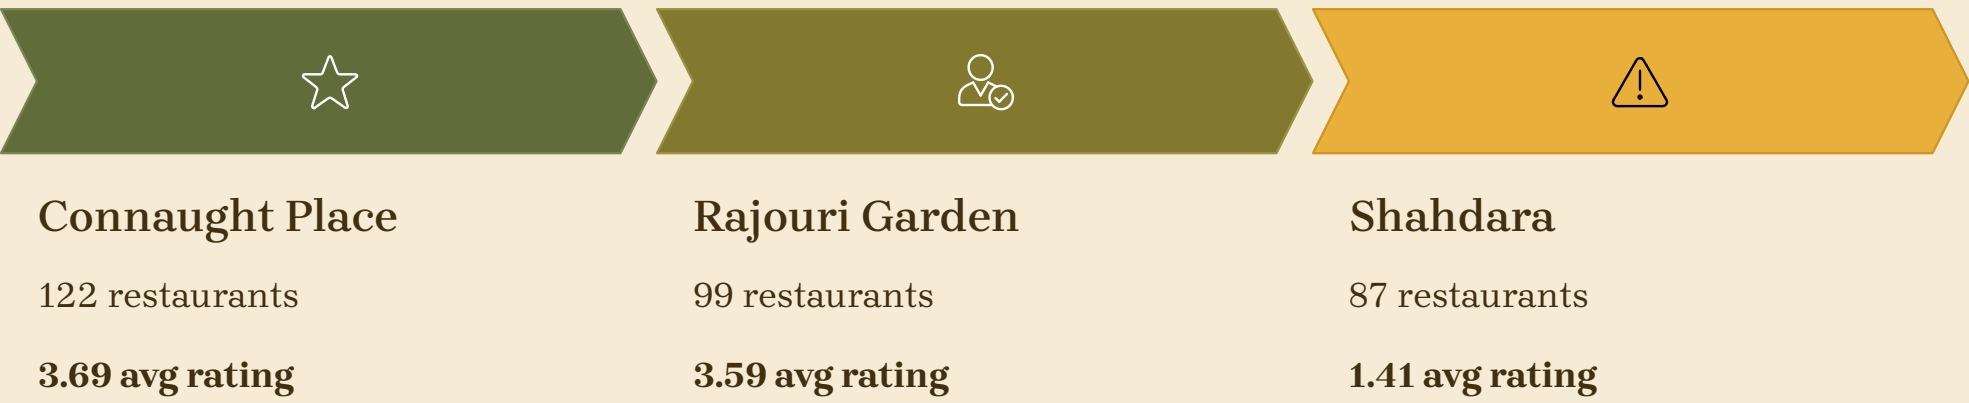 Connaught Place
122 restaurants
3.69 avg rating
Rajouri Garden
99 restaurants
3.59 avg rating
Shahdara
87 restaurants
1.41 avg rating